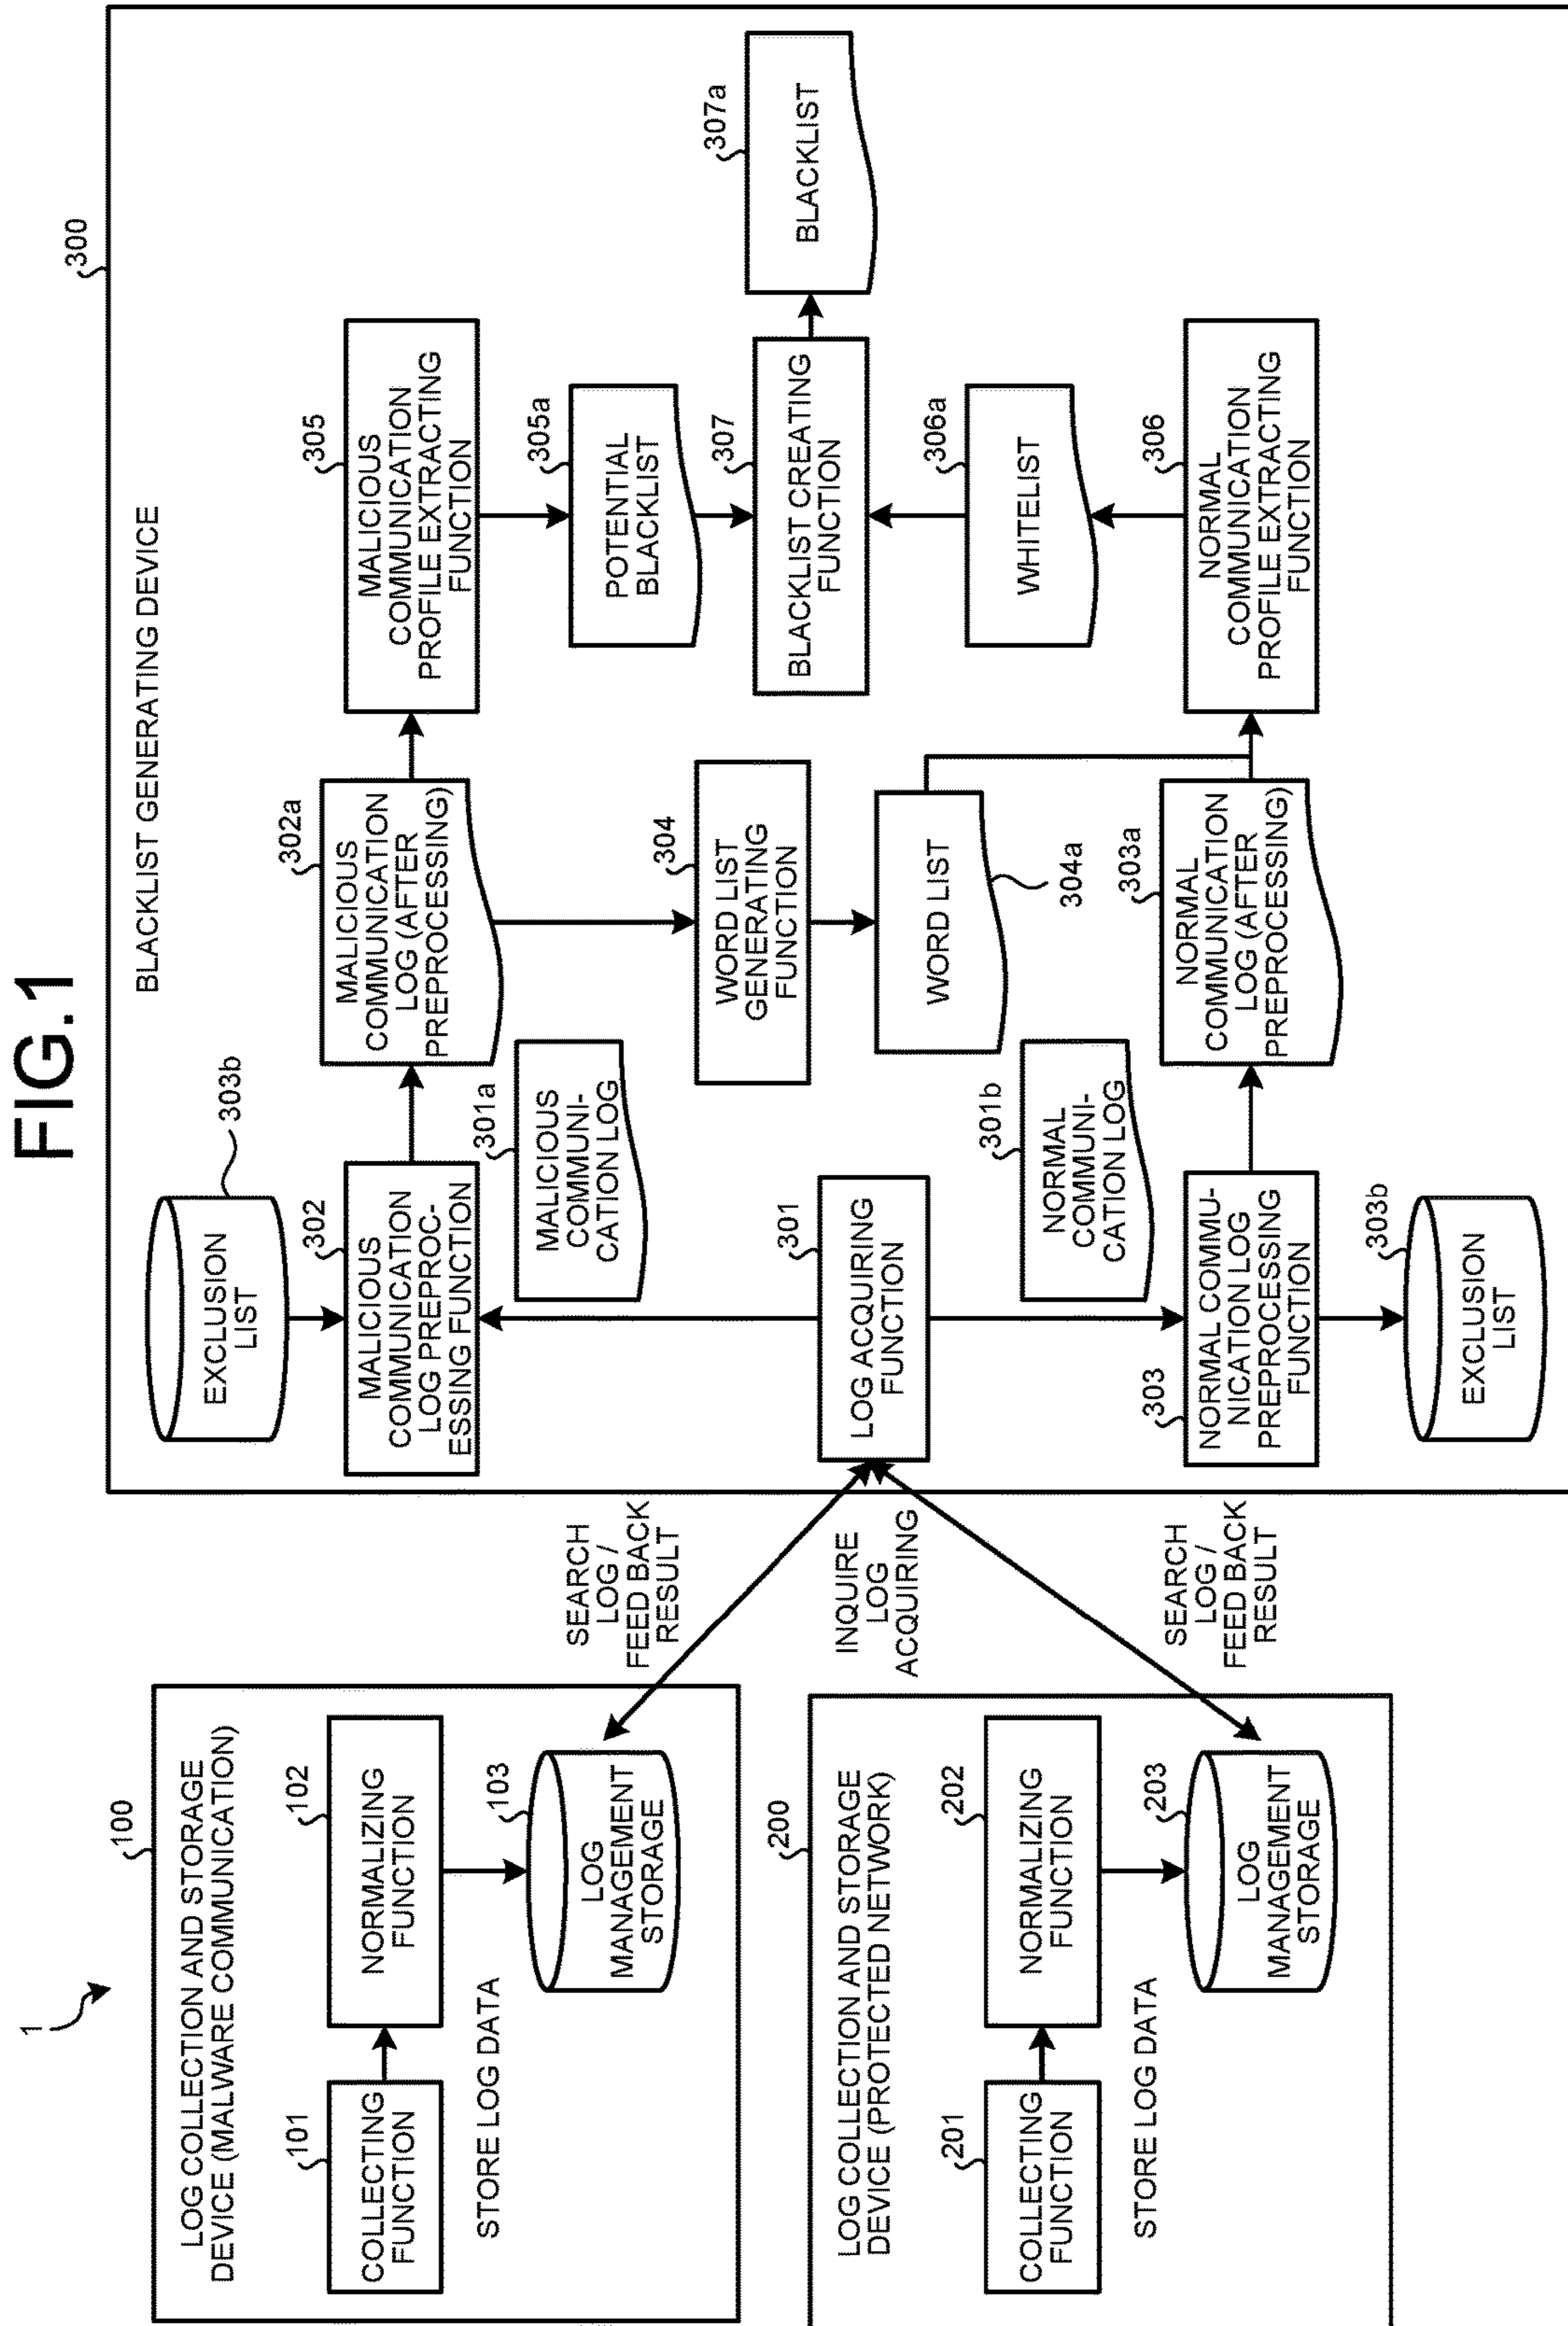 FIG.1
1
100
LOG COLLECTION AND STORAGE
DEVICE (MALWARE COMMUNICATION)
101
COLLECTING
FUNCTION
102
NORMALIZING
FUNCTION
STORE LOG DATA
103
LOG
MANAGEMENT
STORAGE
200
LOG COLLECTION AND STORAGE
DEVICE (PROTECTED NETWORK)
201
COLLECTING
FUNCTION
202
NORMALIZING
FUNCTION
STORE LOG DATA
203
LOG
MANAGEMENT
STORAGE
SEARCH
LOG /
FEED BACK
RESULT
INQUIRE
LOG
ACQUIRING
SEARCH
LOG /
FEED BACK
RESULT
300
BLACKLIST GENERATING DEVICE
EXCLUSION
LIST
303b
302
MALICIOUS
COMMUNICATION
LOG PREPROC-
ESSING FUNCTION
301a
MALICIOUS
COMMUNI-
CATION LOG
301
LOG ACQUIRING
FUNCTION
301b
NORMAL
COMMUNI-
CATION LOG
303
NORMAL COMMU-
NICATION LOG
PREPROCESSING
FUNCTION
303b
EXCLUSION
LIST
302a
MALICIOUS
COMMUNICATION
LOG (AFTER
PREPROCESSING)
304
WORD LIST
GENERATING
FUNCTION
WORD LIST
304a
303a
NORMAL
COMMUNICATION
LOG (AFTER
PREPROCESSING)
305
MALICIOUS
COMMUNICATION
PROFILE EXTRACTING
FUNCTION
305a
POTENTIAL
BLACKLIST
307
BLACKLIST CREATING
FUNCTION
306a
WHITELIST
306
NORMAL
COMMUNICATION
PROFILE EXTRACTING
FUNCTION
307a
BLACKLIST